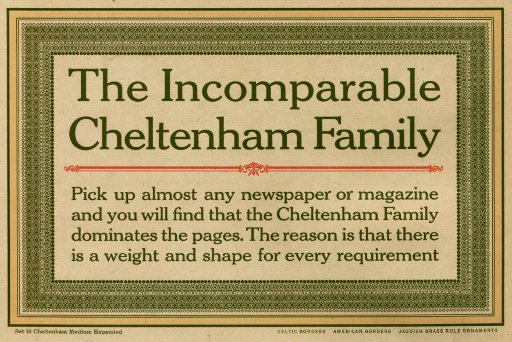 The Incomparable
Cheltenham Family
Pick up almost any newspaper or magazine
and you will find that the Cheltenham Family
dominates the pages. The reason is that there
is a weight and shape for every requirement
Set in Cheltenham Medium Expanded
CELTIC BORDERS AMERICAN BORDERS JAQUISH BRASS RULE ORNAMENTS